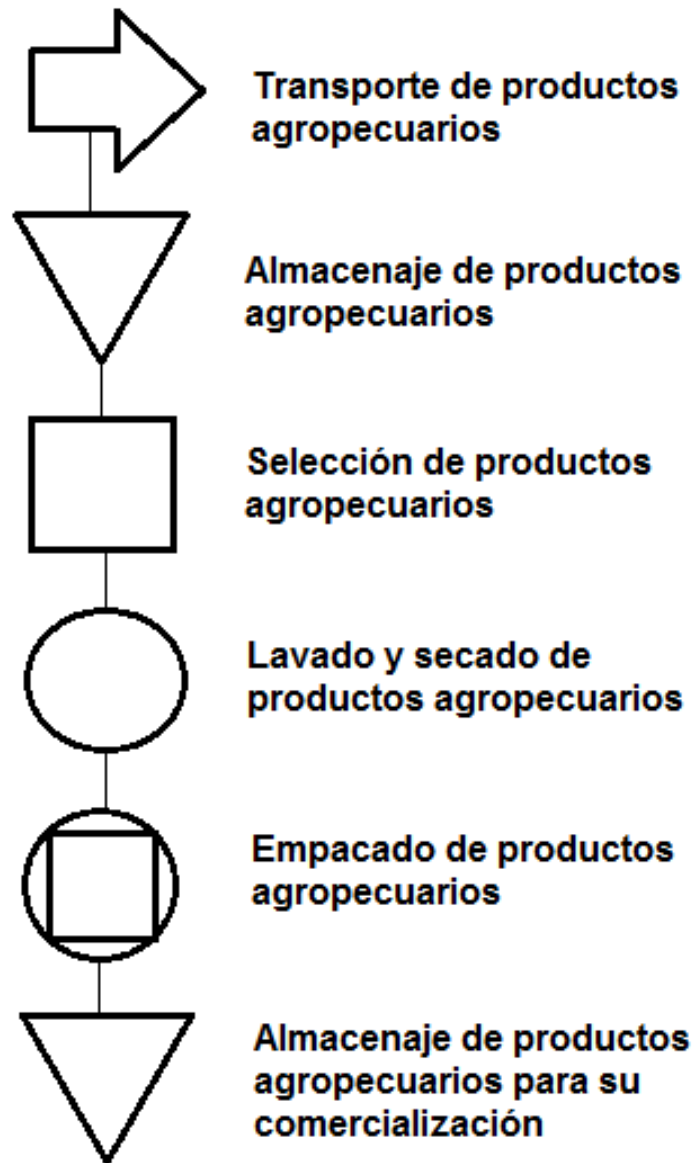 Transporte de productos
agropecuarios
Almacenaje de productos
agropecuarios
Selección de productos
agropecuarios
Lavado y secado de
productos agropecuarios
Empacado de productos
agropecuarios
Almacenaje de productos
agropecuarios para su
comercialización